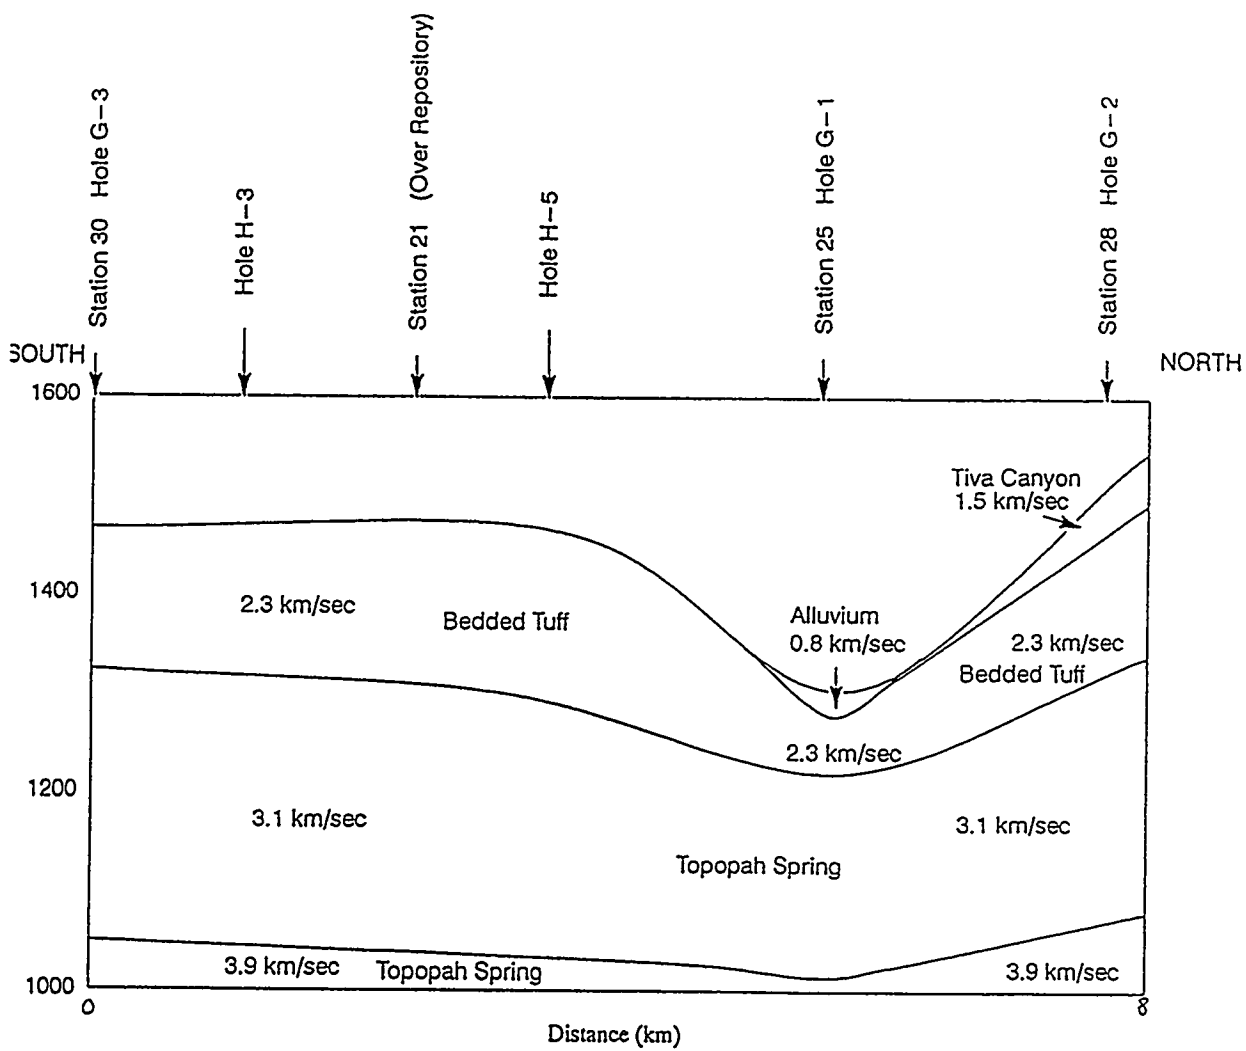 Station 30 Hole G-3
Hole H-3
Station 21 (Over Repository)
Hole H-5
Station 25 Hole G-1
Station 28 Hole G-2
SOUTH
NORTH
1600
Tiva Canyon
1.5 km/sec
1400
2.3 km/sec
Bedded Tuff
Alluvium
0.8 km/sec
2.3 km/sec
Bedded Tuff
2.3 km/sec
1200
3.1 km/sec
3.1 km/sec
Topopah Spring
3.9 km/sec
Topopah Spring
3.9 km/sec
1000
0
8
Distance (km)